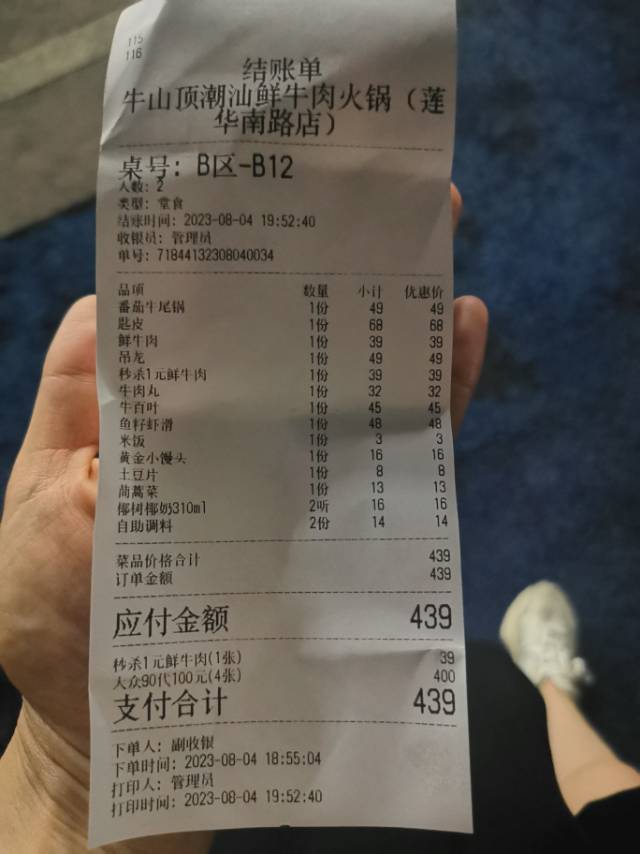 115
116
结账单
牛山顶潮汕鲜牛肉火锅（莲
华南路店）
桌号：B区-B12
人数：2
类型：堂食
结账时间：2023-08-04 19:52:40
收银员：管理员
单号：71844132308040034
品项 数量 小计 优惠价
番茄牛尾锅 1份 49 49
匙皮 1份 68 68
鲜牛肉 1份 39 39
吊龙 1份 49 49
秒杀1元鲜牛肉 1份 39 39
牛肉丸 1份 32 32
牛百叶 1份 45 45
鱼籽虾滑 1份 48 48
米饭 1份 3 3
黄金小馒头 1份 16 16
土豆片 1份 8 8
茼蒿菜 1份 13 13
椰树椰奶310ml 2听 16 16
自助调料 2份 14 14
菜品价格合计 439
订单金额 439
应付金额 439
秒杀1元鲜牛肉(1张) 39
大众90代100元(4张) 400
支付合计 439
下单人：副收银
下单时间：2023-08-04 18:55:04
打印人：管理员
打印时间：2023-08-04 19:52:40